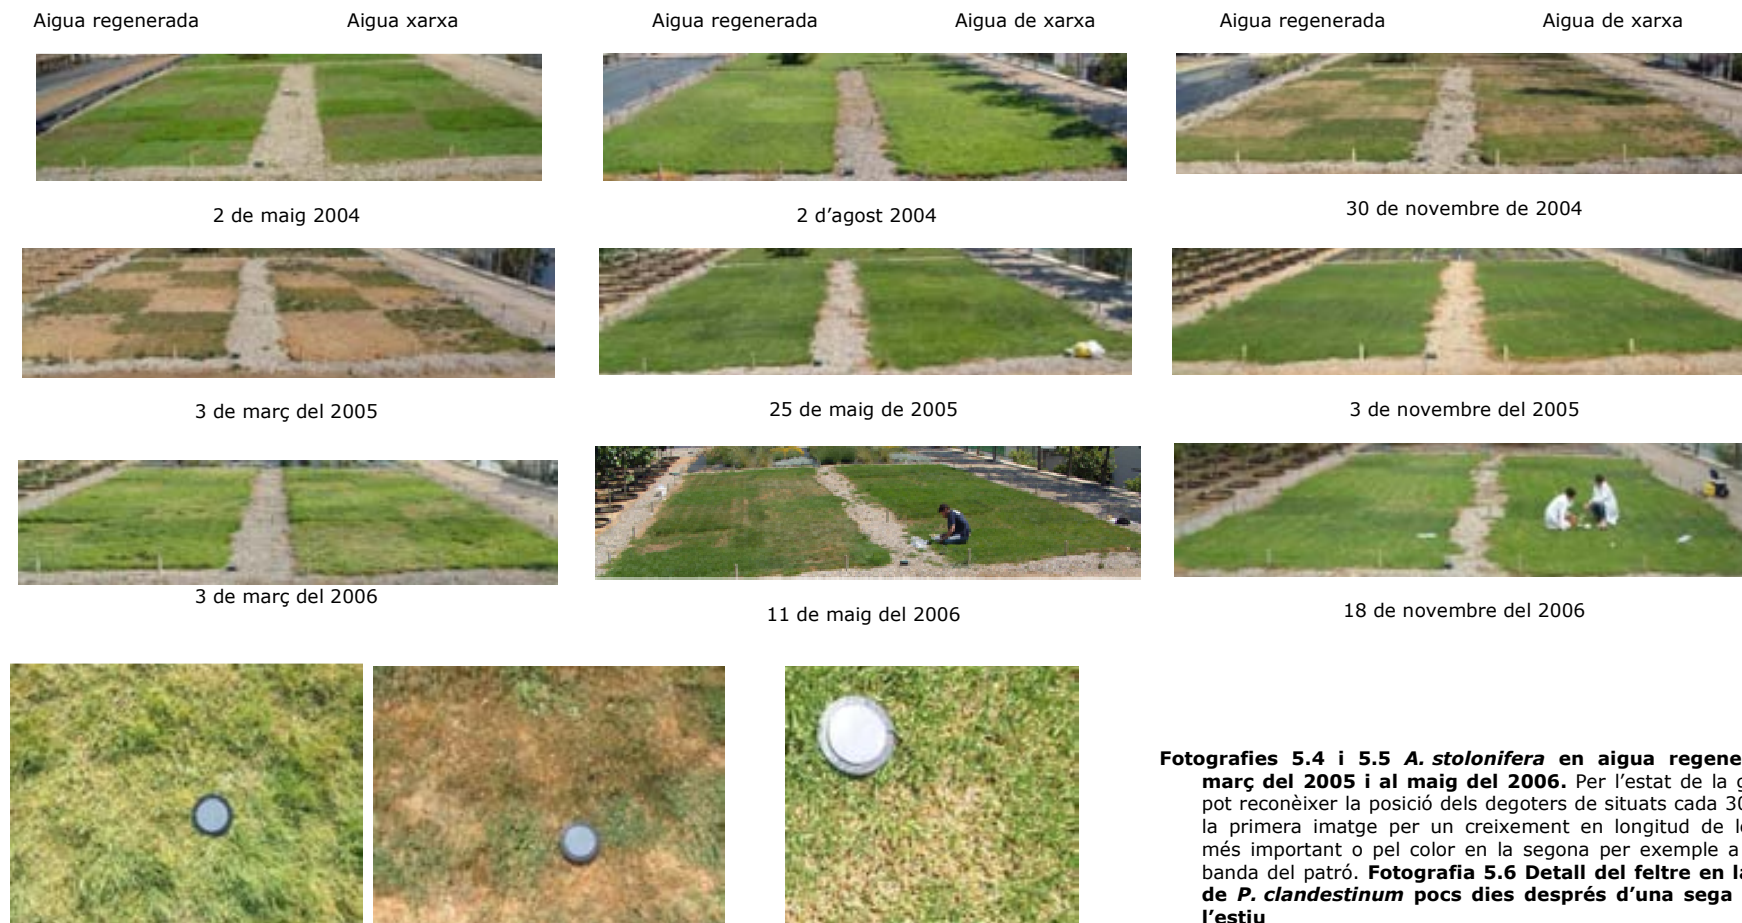 Aigua regenerada Aigua xarxa Aigua regenerada Aigua de xarxa Aigua regenerada Aigua de xarxa
2 de maig 2004 2 d’agost 2004 30 de novembre de 2004
3 de març del 2005 25 de maig de 2005 3 de novembre del 2005
3 de març del 2006 11 de maig del 2006 18 de novembre del 2006
Fotografies 5.4 i 5.5 A. stolonifera en aigua
març del 2005 i al maig del 2006. Per l’estat de la
pot reconèixer la posició dels degoters de situats cada
la primera imatge per un creixement en longitud de
més important o pel color en la segona per exemple a
banda del patró. Fotografia 5.6 Detall del feltre en
de P. clandestinum pocs dies després d’una sega
l’estiu